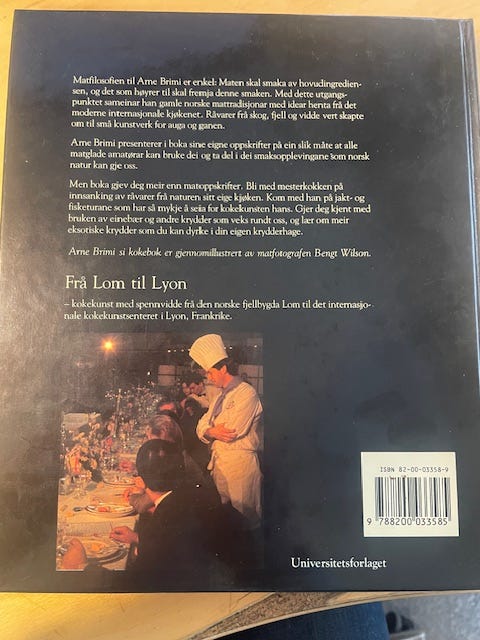 Matfilosofien til Arne Brimi er enkel: Maten skal smaka av hovudingredien-
sen, og det som høyrer til skal fremja denne smaken. Med dette utgangs-
punktet sameinar han gamle norske mattradisjonar med idear henta frå det
moderne internasjonale kjøkenet. Råvarer frå skog, fjell og vidde vert skapte
om til små kunstverk for auga og ganen.
Arne Brimi presenterer i boka sine eigne oppskrifter på ein slik måte at alle
matglade amatørar kan bruke dei og ta del i dei smaksopplevingane som norsk
natur kan gje oss.
Men boka gjev deg meir enn matoppskrifter. Bli med mesterkokken på
innsanking av råvarer frå naturen sitt eige kjøken. Kom med han på jakt- og
fisketurane som har så mykje å seia for kokekunsten hans. Gjer deg kjent med
bruken av einebær og andre krydder som veks rundt oss, og lær om meir
eksotiske krydder som du kan dyrke i din eigen krydderhage.
Arne Brimi si kokebok er gjennomillustrert av matfotografen Bengt Wilson.
Frå Lom til Lyon
– kokekunst med spennvidde frå den norske fjellbygda Lom til det internasjo-
nale kokekunstsenteret i Lyon, Frankrike.
ISBN 82-00-03358-9
9 788200 033585
Universitetsforlaget